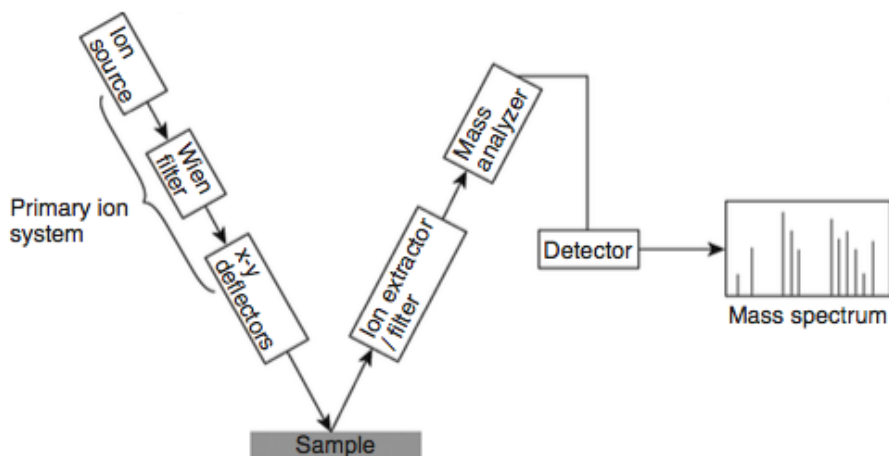 Ion
source
Wien
filter
Primary ion
system
x-y
deflectors
Sample
Ion extractor
/ filter
Mass
analyzer
Detector
Mass spectrum